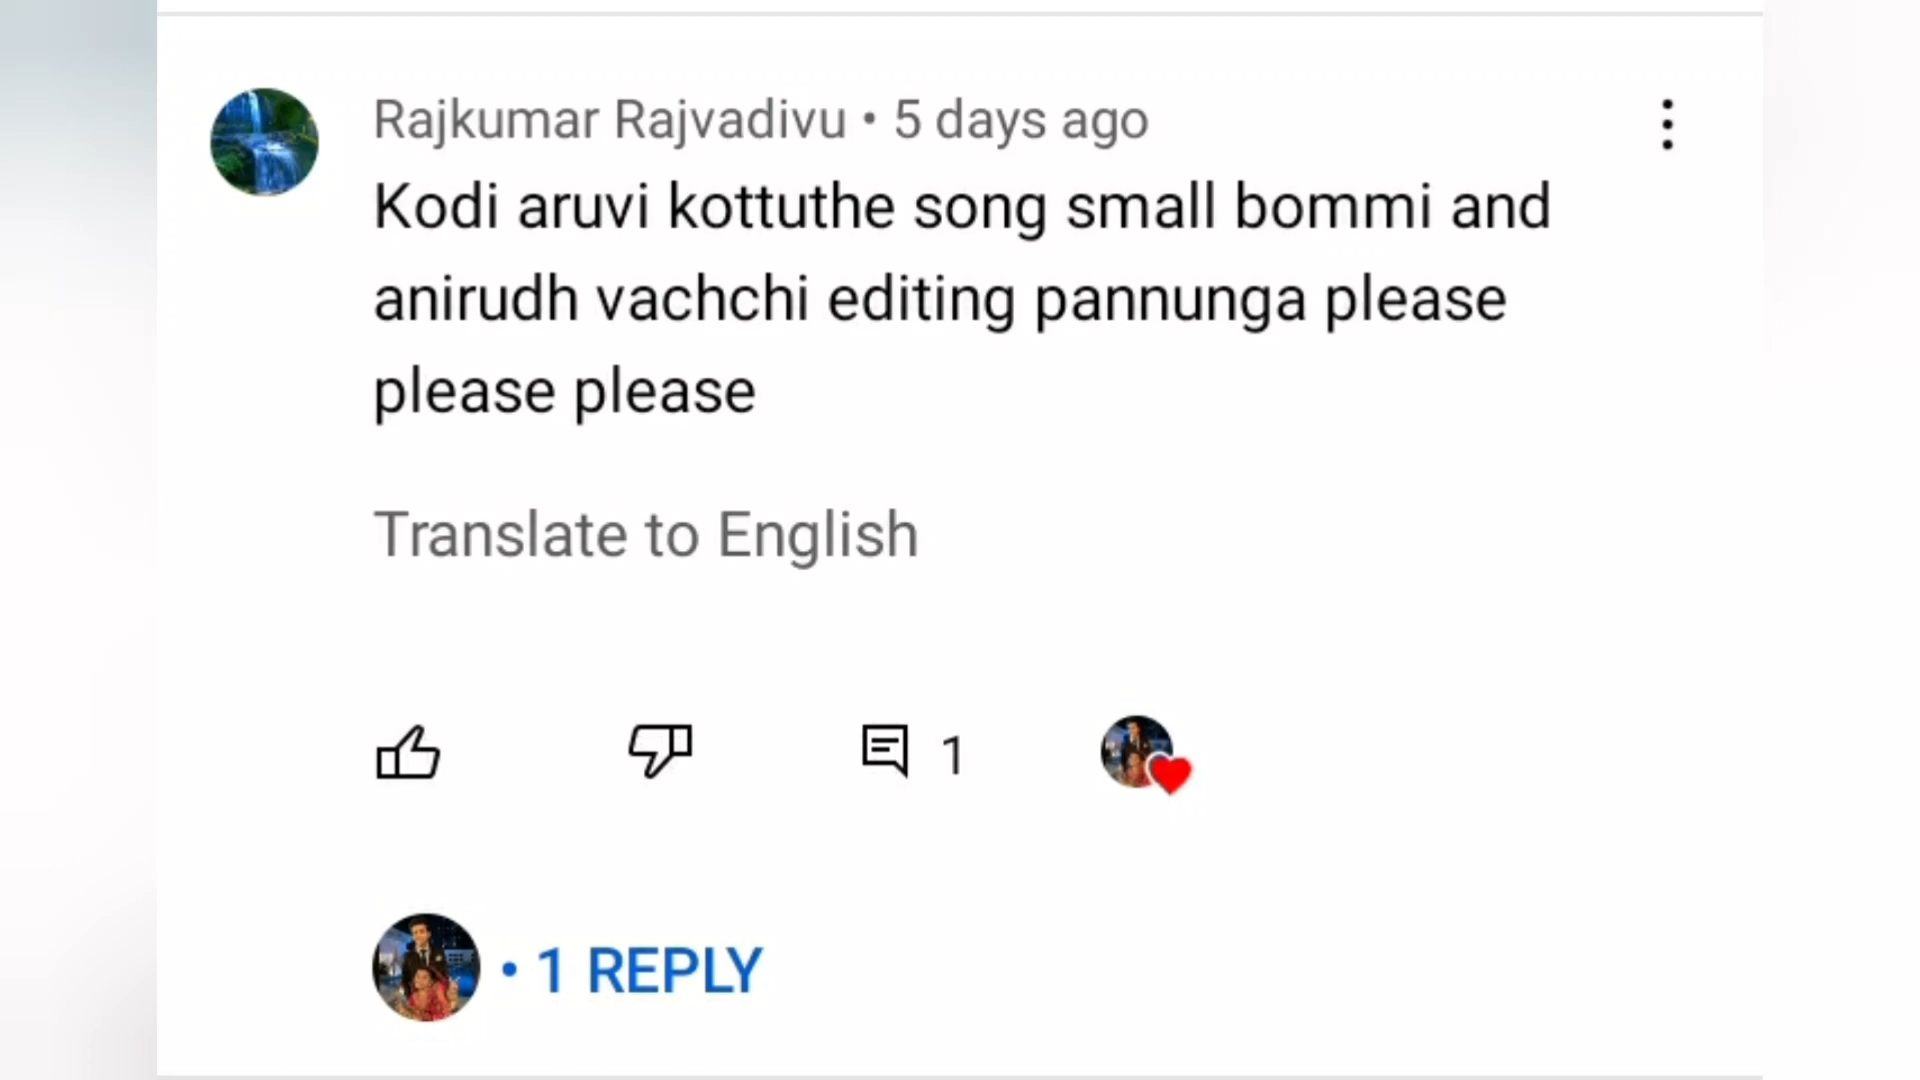 Rajkumar Rajvadivu • 5 days ago
Kodi aruvi kottuthe song small bommi and
anirudh vachchi editing pannunga please
please please
Translate to English
1
• 1 REPLY